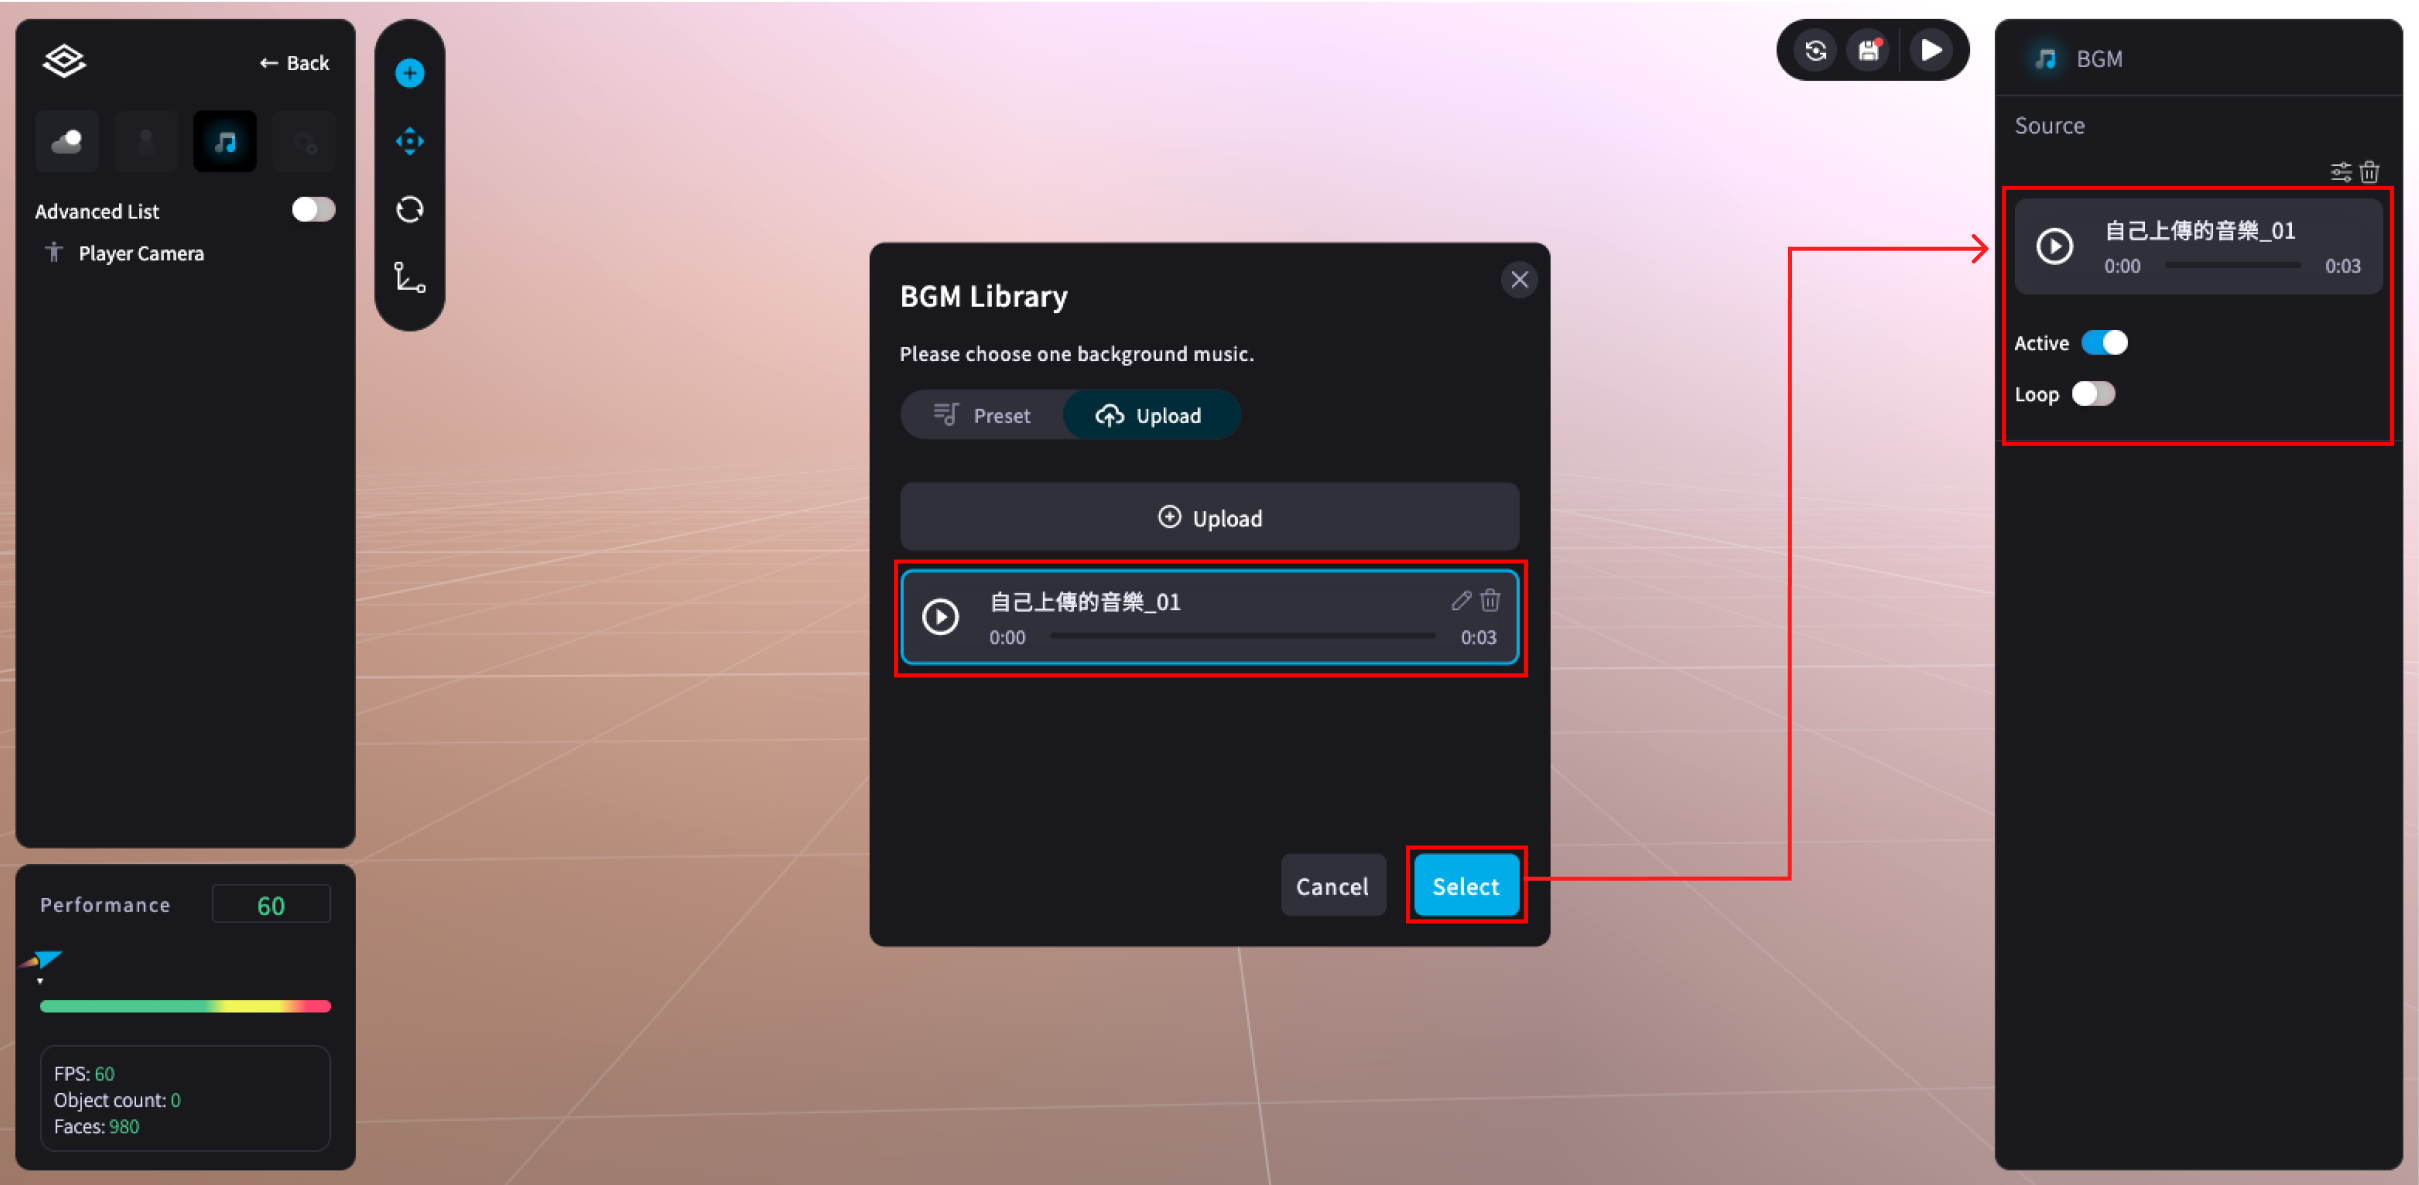 ← Back
Advanced List
Player Camera
Performance
60
FPS: 60
Object count: 0
Faces: 980
BGM Library
Please choose one background music.
Preset
Upload
Upload
自己上傳的音樂_01
0:00
0:03
Cancel
Select
BGM
Source
自己上傳的音樂_01
0:00
0:03
Active
Loop